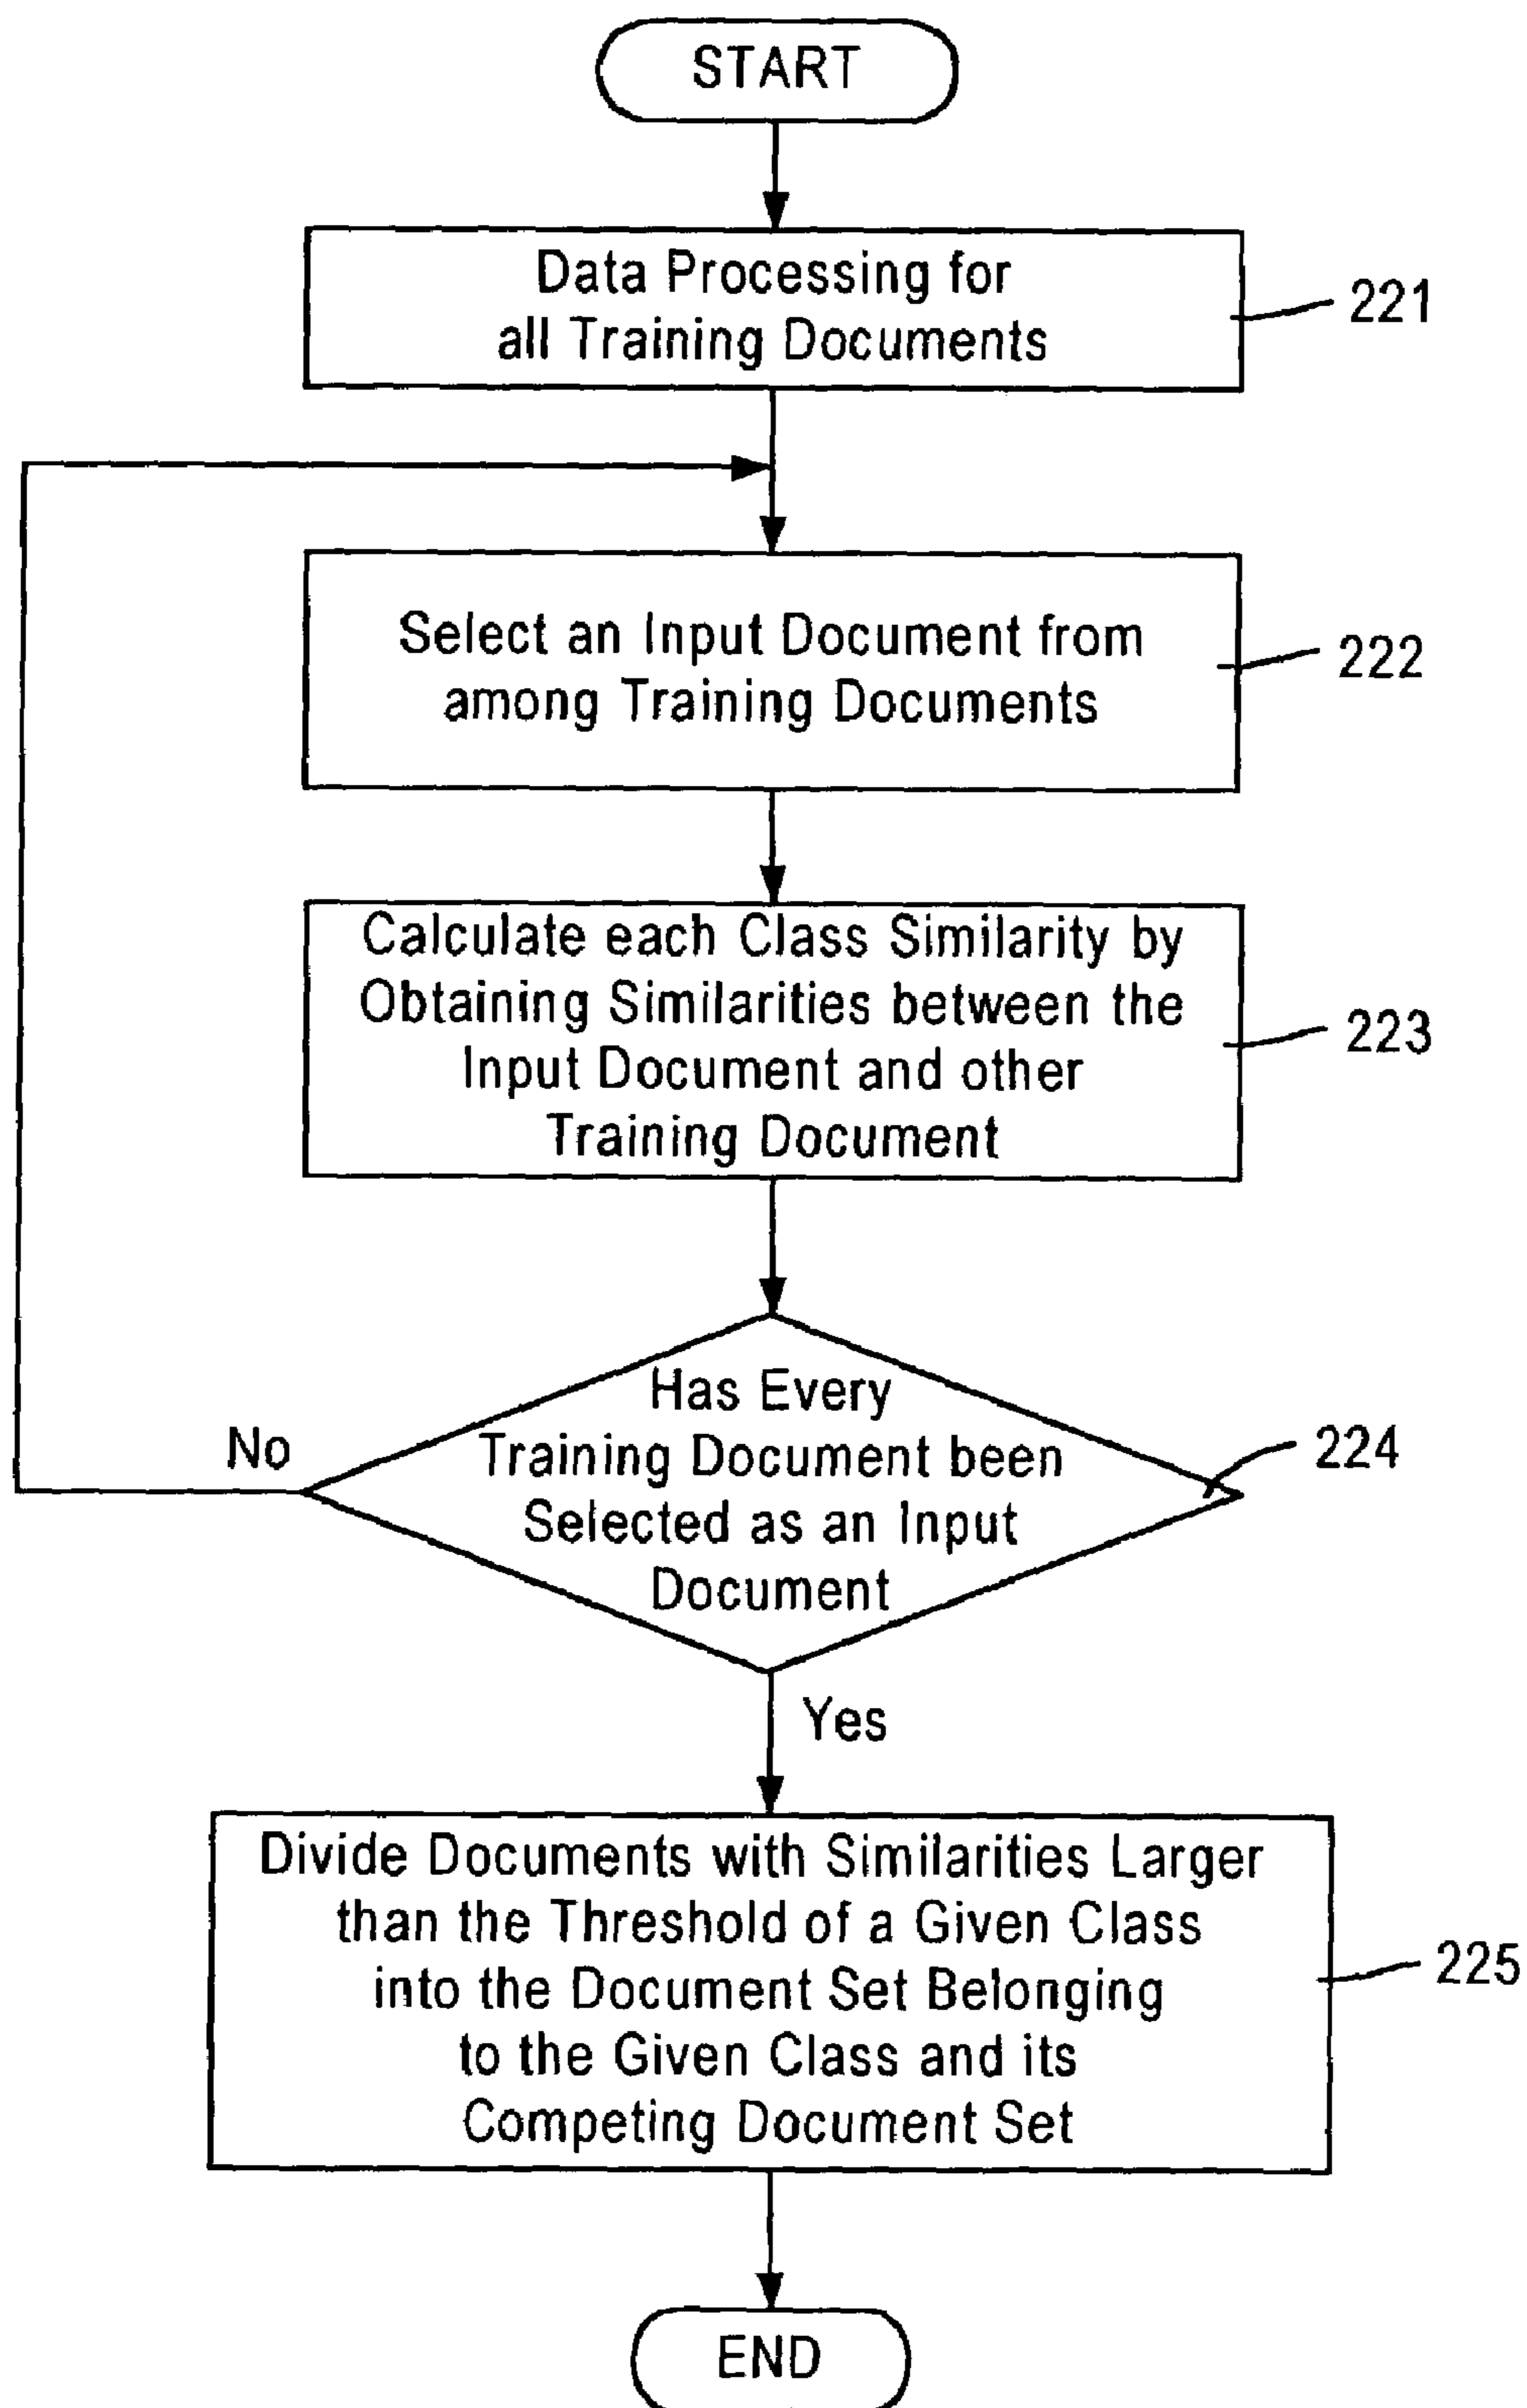 START
Data Processing for
all Training Documents
221
Select an Input Document from
among Training Documents
222
Calculate each Class Similarity by
Obtaining Similarities between the
Input Document and other
Training Document
223
Has Every
Training Document been
Selected as an Input
Document
224
No
Yes
Divide Documents with Similarities Larger
than the Threshold of a Given Class
into the Document Set Belonging
to the Given Class and its
Competing Document Set
225
END